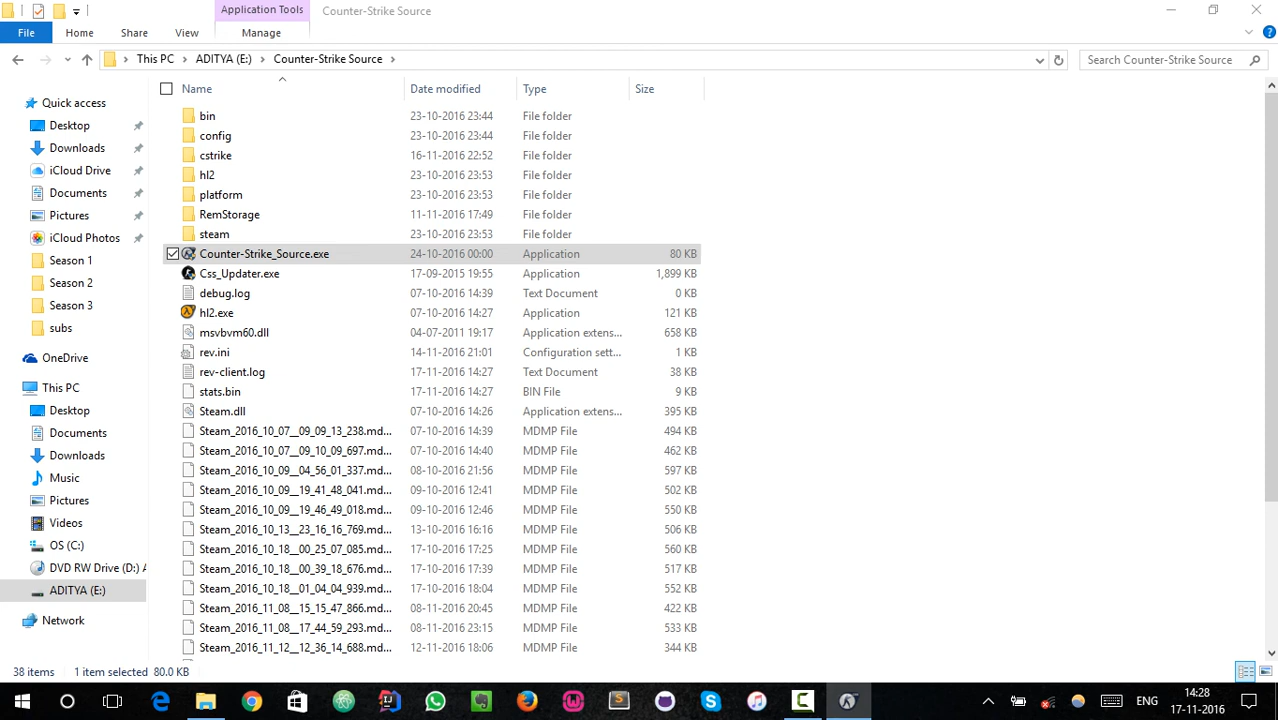 Application Tools Counter-Strike Source
File Home Share View Manage
This PC ADITYA (E:) Counter-Strike Source Search Counter-Strike Source
Name Date modified Type Size
Quick access
Desktop
Downloads
iCloud Drive
Documents
Pictures
iCloud Photos
Season 1
Season 2
Season 3
subs
OneDrive
This PC
Desktop
Documents
Downloads
Music
Pictures
Videos
OS (C:)
DVD RW Drive (D:) A
ADITYA (E:)
Network
bin 23-10-2016 23:44 File folder
config 23-10-2016 23:44 File folder
cstrike 16-11-2016 22:52 File folder
hl2 23-10-2016 23:53 File folder
platform 23-10-2016 23:53 File folder
RemStorage 11-11-2016 17:49 File folder
steam 23-10-2016 23:53 File folder
Counter-Strike_Source.exe 24-10-2016 00:00 Application 80 KB
Css_Updater.exe 17-09-2015 19:55 Application 1,899 KB
debug.log 07-10-2016 14:39 Text Document 0 KB
hl2.exe 07-10-2016 14:27 Application 121 KB
msvbvm60.dll 04-07-2011 19:17 Application extens... 658 KB
rev.ini 14-11-2016 21:01 Configuration sett... 1 KB
rev-client.log 17-11-2016 14:27 Text Document 38 KB
stats.bin 17-11-2016 14:27 BIN File 9 KB
Steam.dll 07-10-2016 14:26 Application extens... 395 KB
Steam_2016_10_07__09_09_13_238.md... 07-10-2016 14:39 MDMP File 494 KB
Steam_2016_10_07__09_10_09_697.md... 07-10-2016 14:40 MDMP File 462 KB
Steam_2016_10_09__04_56_01_337.md... 08-10-2016 21:56 MDMP File 597 KB
Steam_2016_10_09__19_41_48_041.md... 09-10-2016 12:41 MDMP File 502 KB
Steam_2016_10_09__19_46_49_018.md... 09-10-2016 12:46 MDMP File 550 KB
Steam_2016_10_13__23_16_16_769.md... 13-10-2016 16:16 MDMP File 506 KB
Steam_2016_10_18__00_25_07_085.md... 17-10-2016 17:25 MDMP File 560 KB
Steam_2016_10_18__00_39_18_676.md... 17-10-2016 17:39 MDMP File 517 KB
Steam_2016_10_18__01_04_04_939.md... 17-10-2016 18:04 MDMP File 552 KB
Steam_2016_11_08__15_15_47_866.md... 08-11-2016 20:45 MDMP File 422 KB
Steam_2016_11_08__17_44_59_293.md... 08-11-2016 23:15 MDMP File 533 KB
Steam_2016_11_12__12_36_14_688.md... 12-11-2016 18:06 MDMP File 344 KB
38 items 1 item selected 80.0 KB
ENG 14:28
17-11-2016